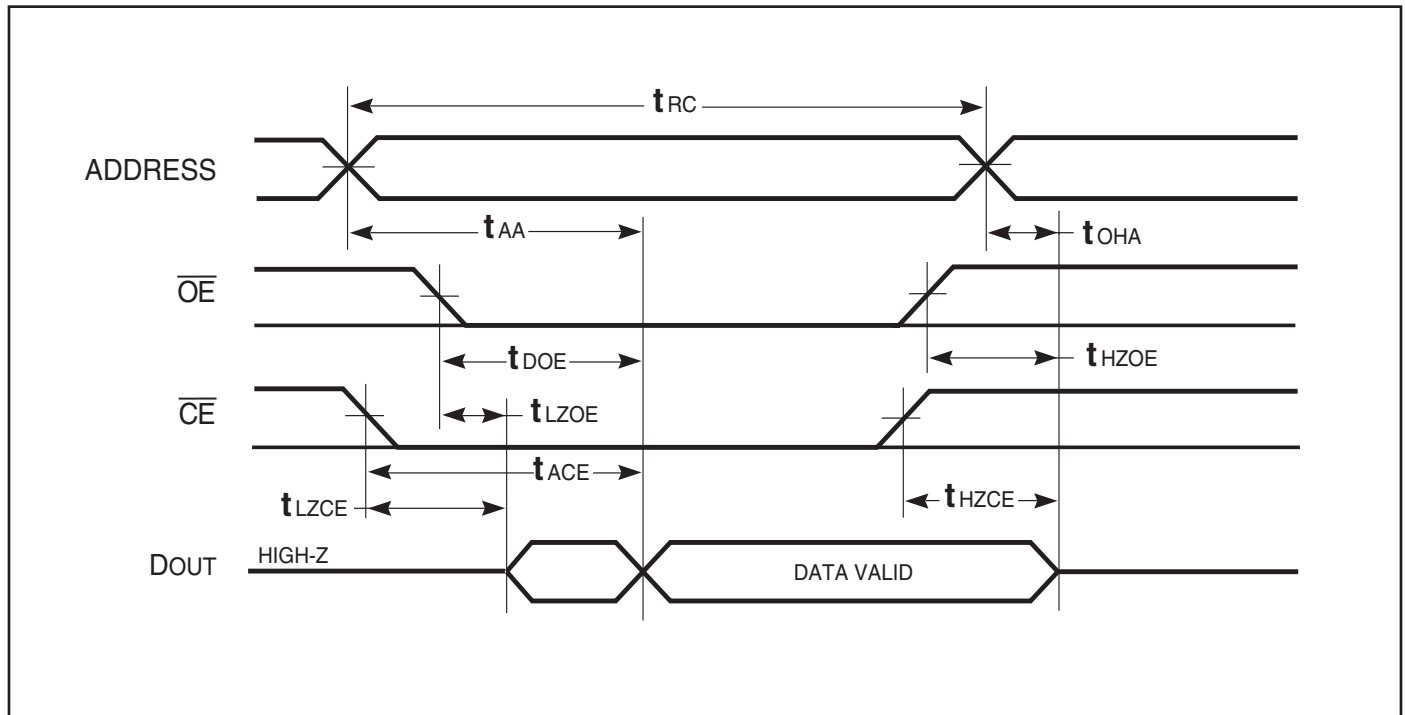 tRC
ADDRESS
tAA
tOHA
OE
tDOE
tHZOE
CE
tLZOE
tACE
tLZCE
tHZCE
DOUT
HIGH-Z
DATA VALID